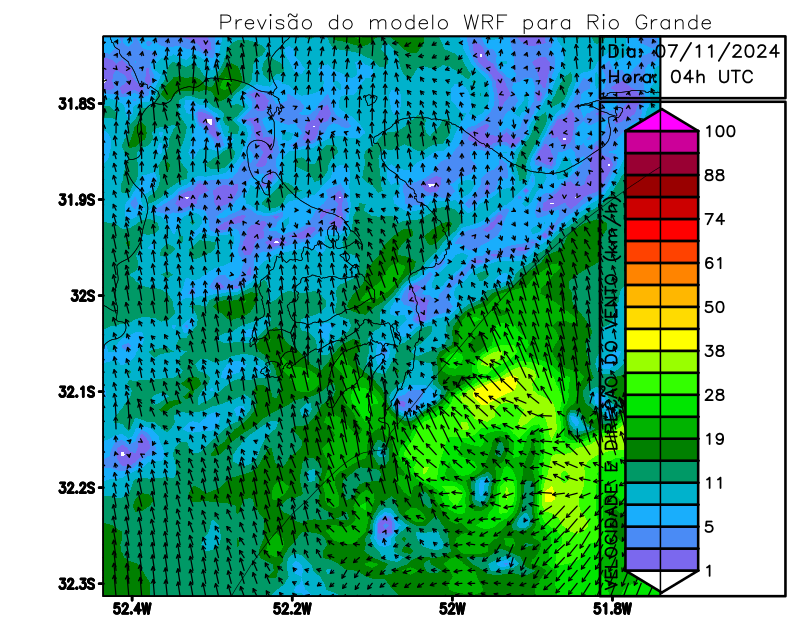 Previsão do modelo WRF para Rio Grande
Dia: 07/11/2024
Hora: 04h UTC
31.8S
31.9S
32S
32.1S
32.2S
32.3S
52.4W
52.2W
52W
51.8W
VELOCIDADE E DIREÇÃO DO VENTO (km/h)
100
88
74
61
50
38
28
19
11
5
1